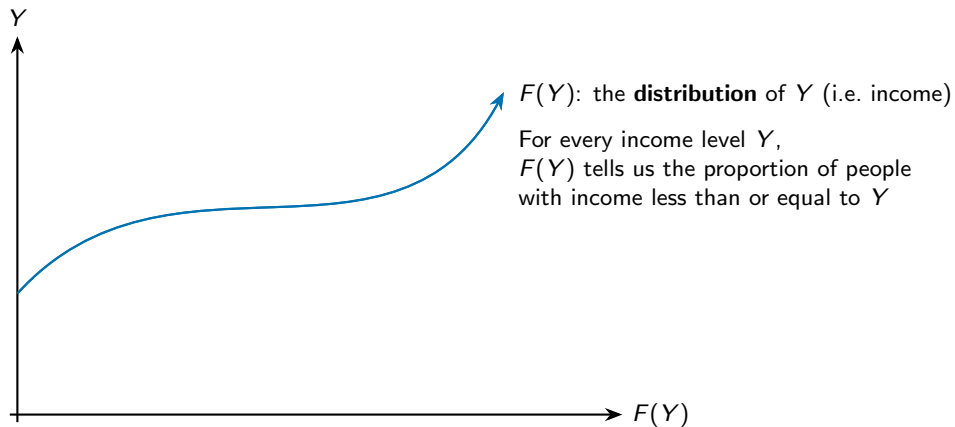 Y
F(Y): the distribution of Y (i.e. income)
For every income level Y,
F(Y) tells us the proportion of people
with income less than or equal to Y
F(Y)